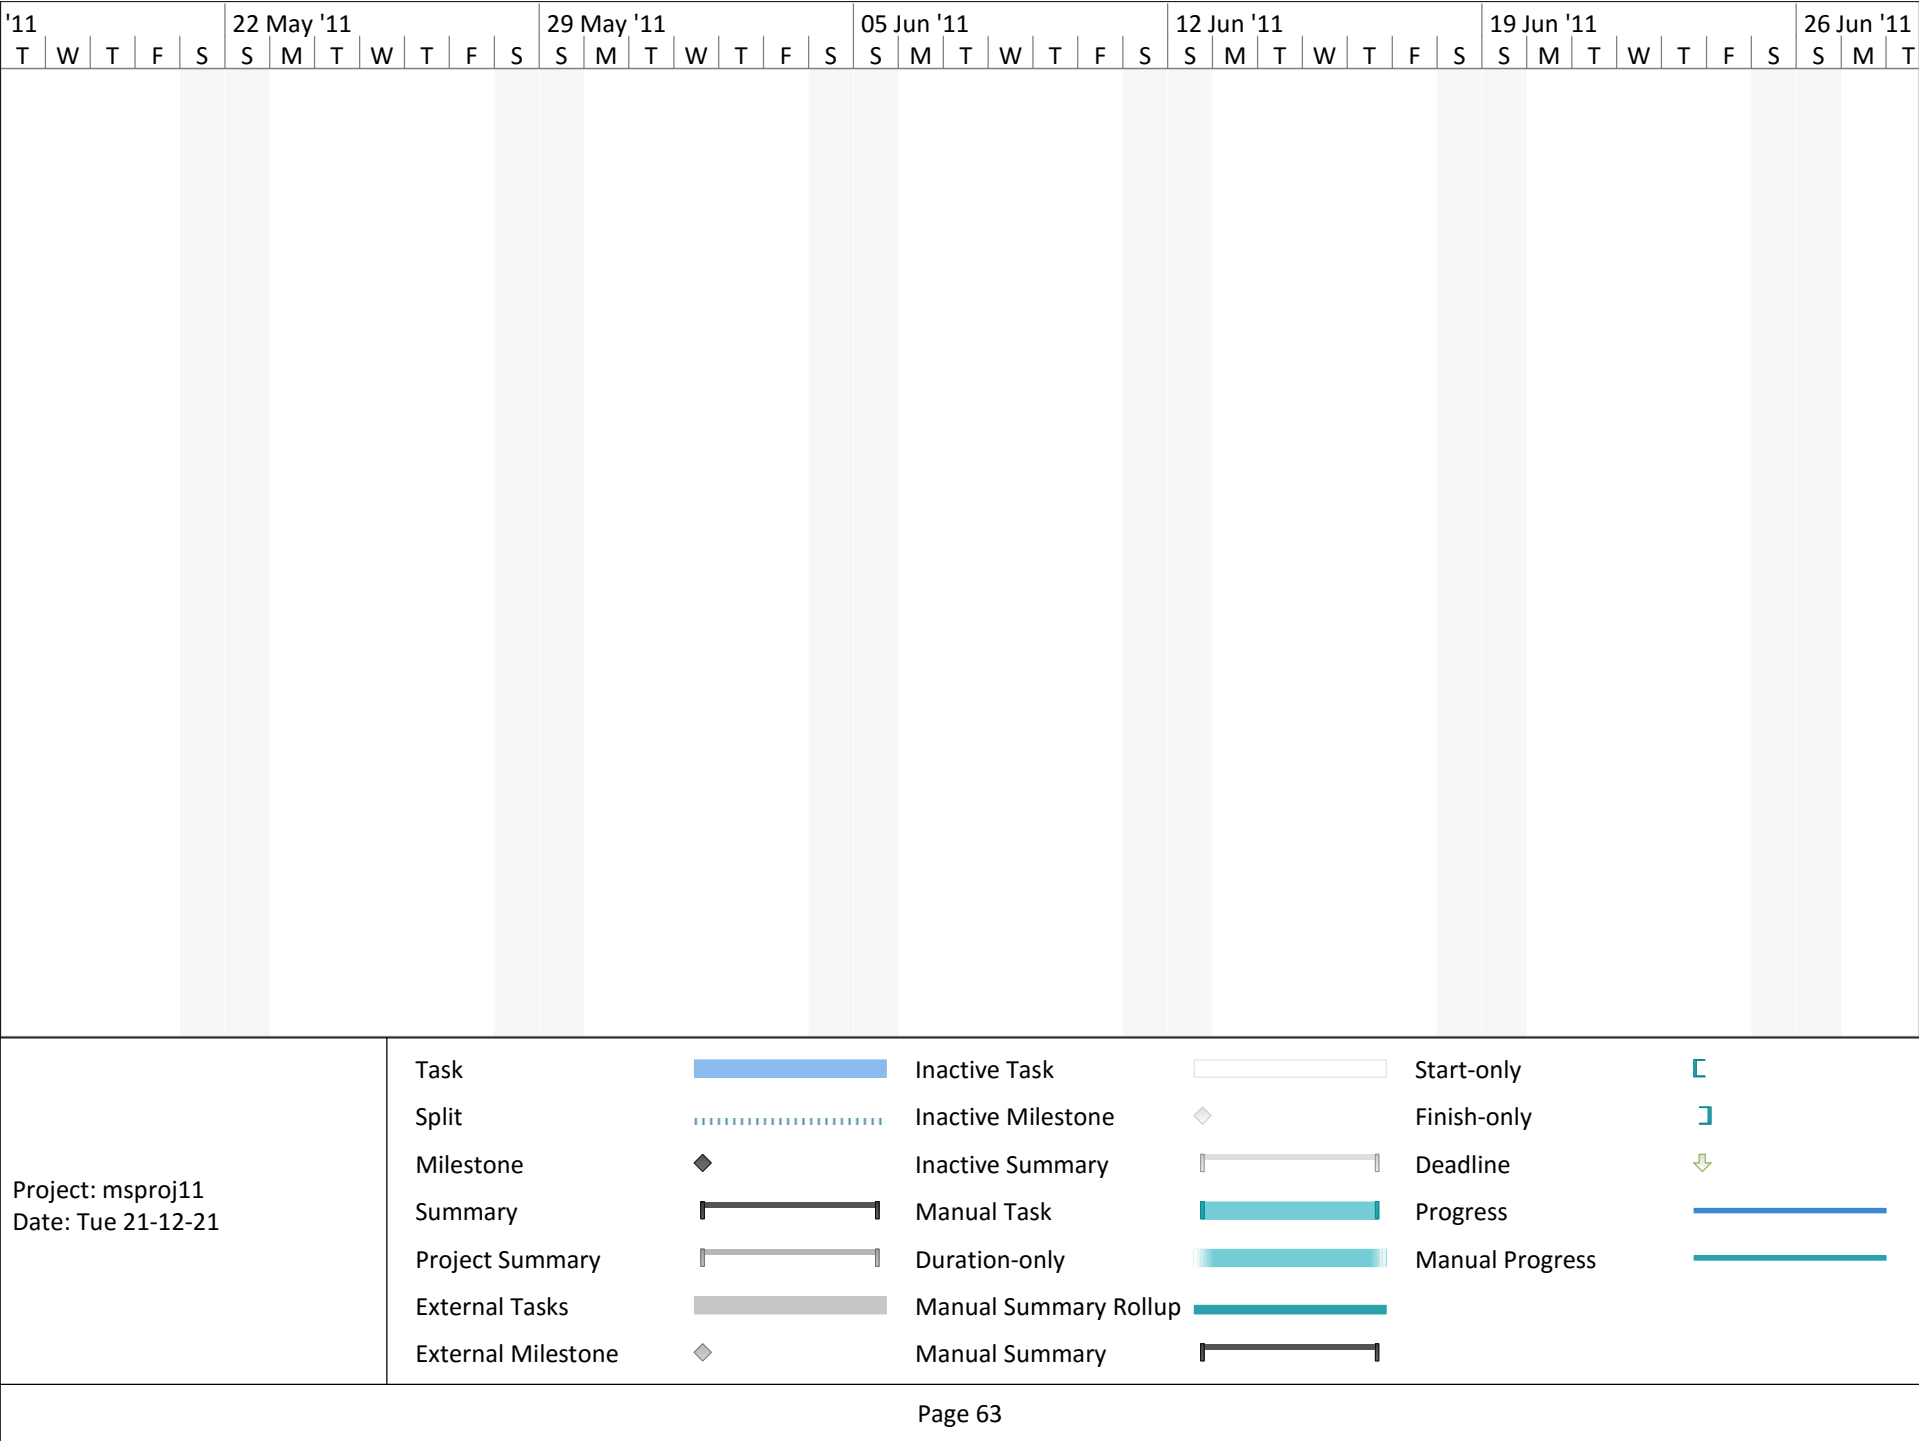 '11 22 May '11 29 May '11 05 Jun '11 12 Jun '11 19 Jun '11 26 Jun '11
T W T F S S M T W T F S S M T W T F S S M T W T F S S M T W T F S S M T W T F S S M T
Project: msproj11
Date: Tue 21-12-21
Task
Split
Milestone
Summary
Project Summary
External Tasks
External Milestone
Inactive Task
Inactive Milestone
Inactive Summary
Manual Task
Duration-only
Manual Summary Rollup
Manual Summary
Start-only
Finish-only
Deadline
Progress
Manual Progress
Page 63